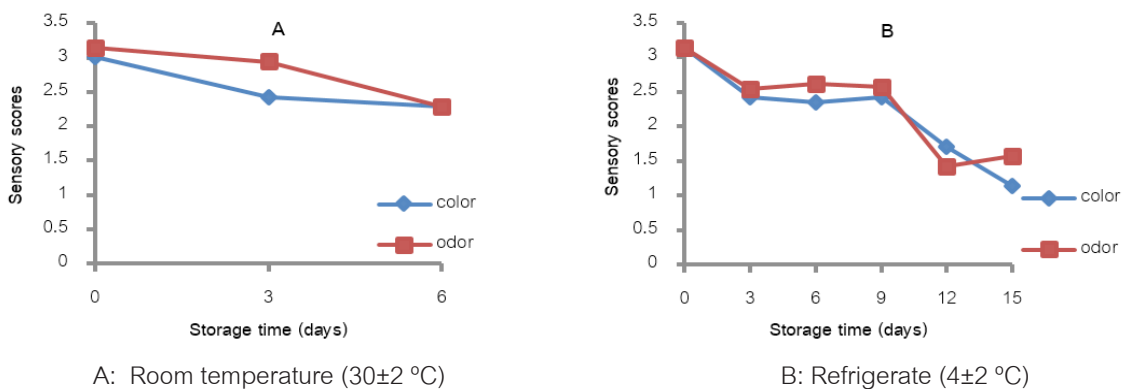 A
3.5
3
2.5
2
1.5
1
0.5
0
Sensory scores
color
odor
0 3 6
Storage time (days)
A: Room temperature (30±2 ºC)
B
3.5
3
2.5
2
1.5
1
0.5
0
Sensory scores
color
odor
0 3 6 9 12 15
Storage time (days)
B: Refrigerate (4±2 ºC)